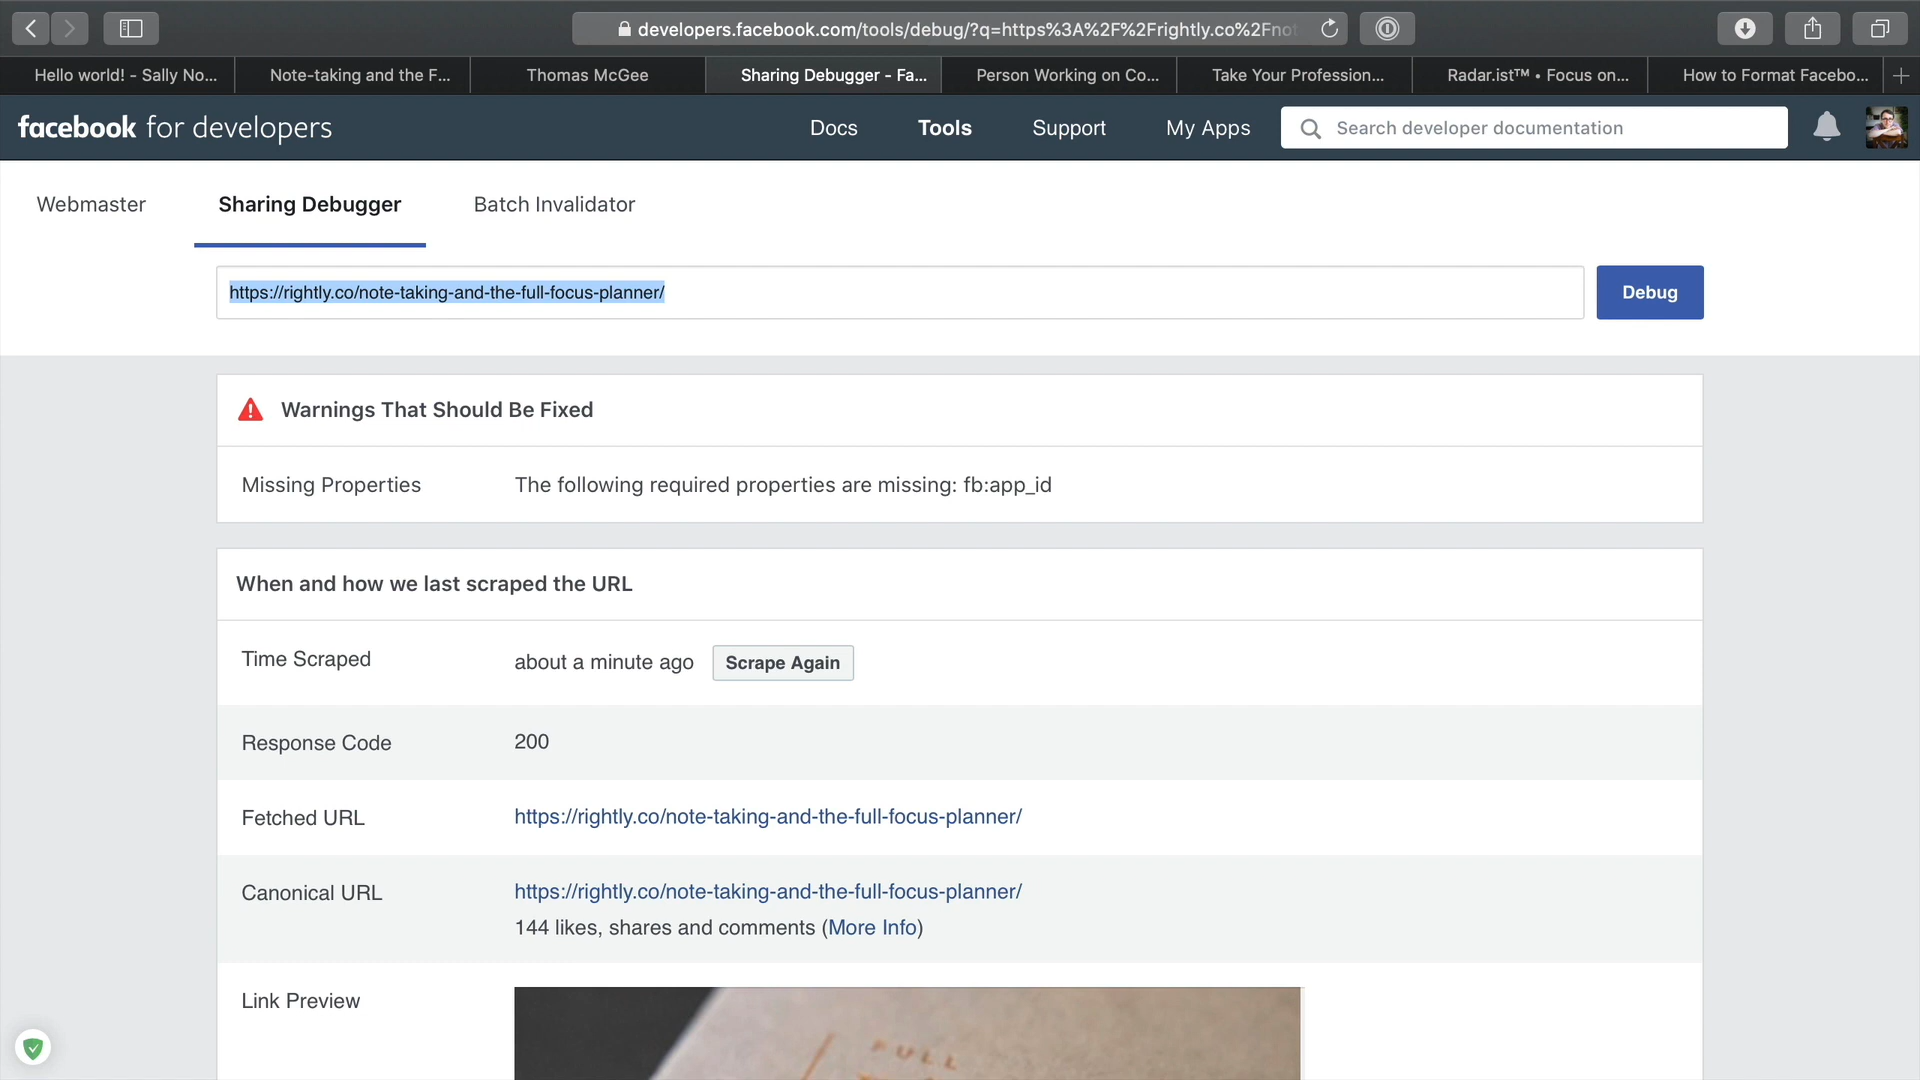 developers.facebook.com/tools/debug/?q=https%3A%2F%2Frightly.co%2Fnot
Hello world! - Sally No...
Note-taking and the F...
Thomas McGee
Sharing Debugger - Fa...
Person Working on Co...
Take Your Profession...
Radar.ist™ • Focus on...
How to Format Facebo...
facebook for developers
Docs
Tools
Support
My Apps
Search developer documentation
Webmaster
Sharing Debugger
Batch Invalidator
https://rightly.co/note-taking-and-the-full-focus-planner/
Debug
Warnings That Should Be Fixed
Missing Properties
The following required properties are missing: fb:app_id
When and how we last scraped the URL
Time Scraped
about a minute ago
Scrape Again
Response Code
200
Fetched URL
https://rightly.co/note-taking-and-the-full-focus-planner/
Canonical URL
https://rightly.co/note-taking-and-the-full-focus-planner/
144 likes, shares and comments (More Info)
Link Preview
FULL